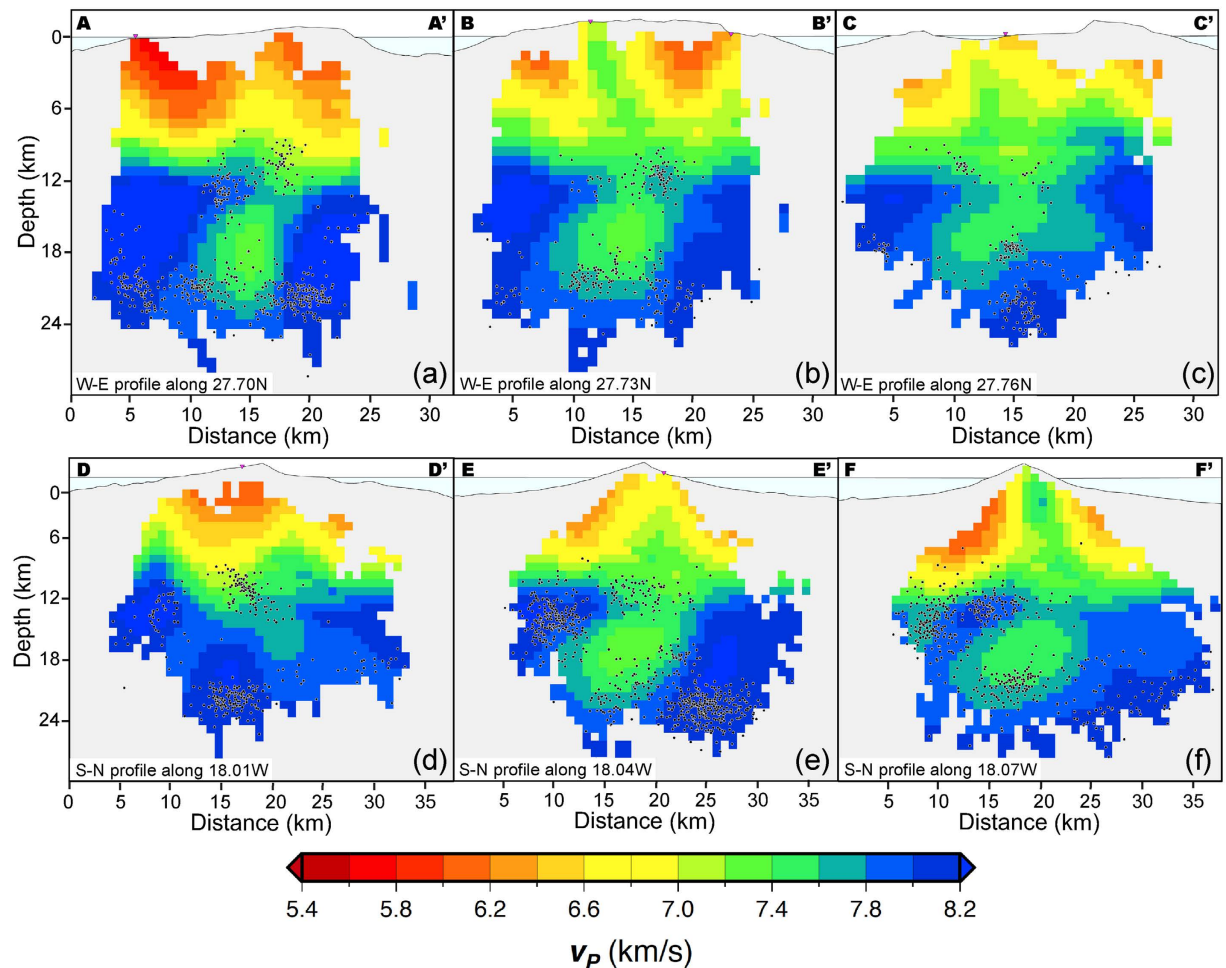 A A’ B B’ C C’
0
6
12
18
24
Depth (km)
W-E profile along 27.70N (a) W-E profile along 27.73N (b) W-E profile along 27.76N (c)
0 5 10 15 20 25 30 5 10 15 20 25 30 5 10 15 20 25 30
Distance (km) Distance (km) Distance (km)
D D’ E E’ F F’
0
6
12
18
24
Depth (km)
S-N profile along 18.01W (d) S-N profile along 18.04W (e) S-N profile along 18.07W (f)
0 5 10 15 20 25 30 35 5 10 15 20 25 30 35 5 10 15 20 25 30 35
Distance (km) Distance (km) Distance (km)
5.4 5.8 6.2 6.6 7.0 7.4 7.8 8.2
vP (km/s)